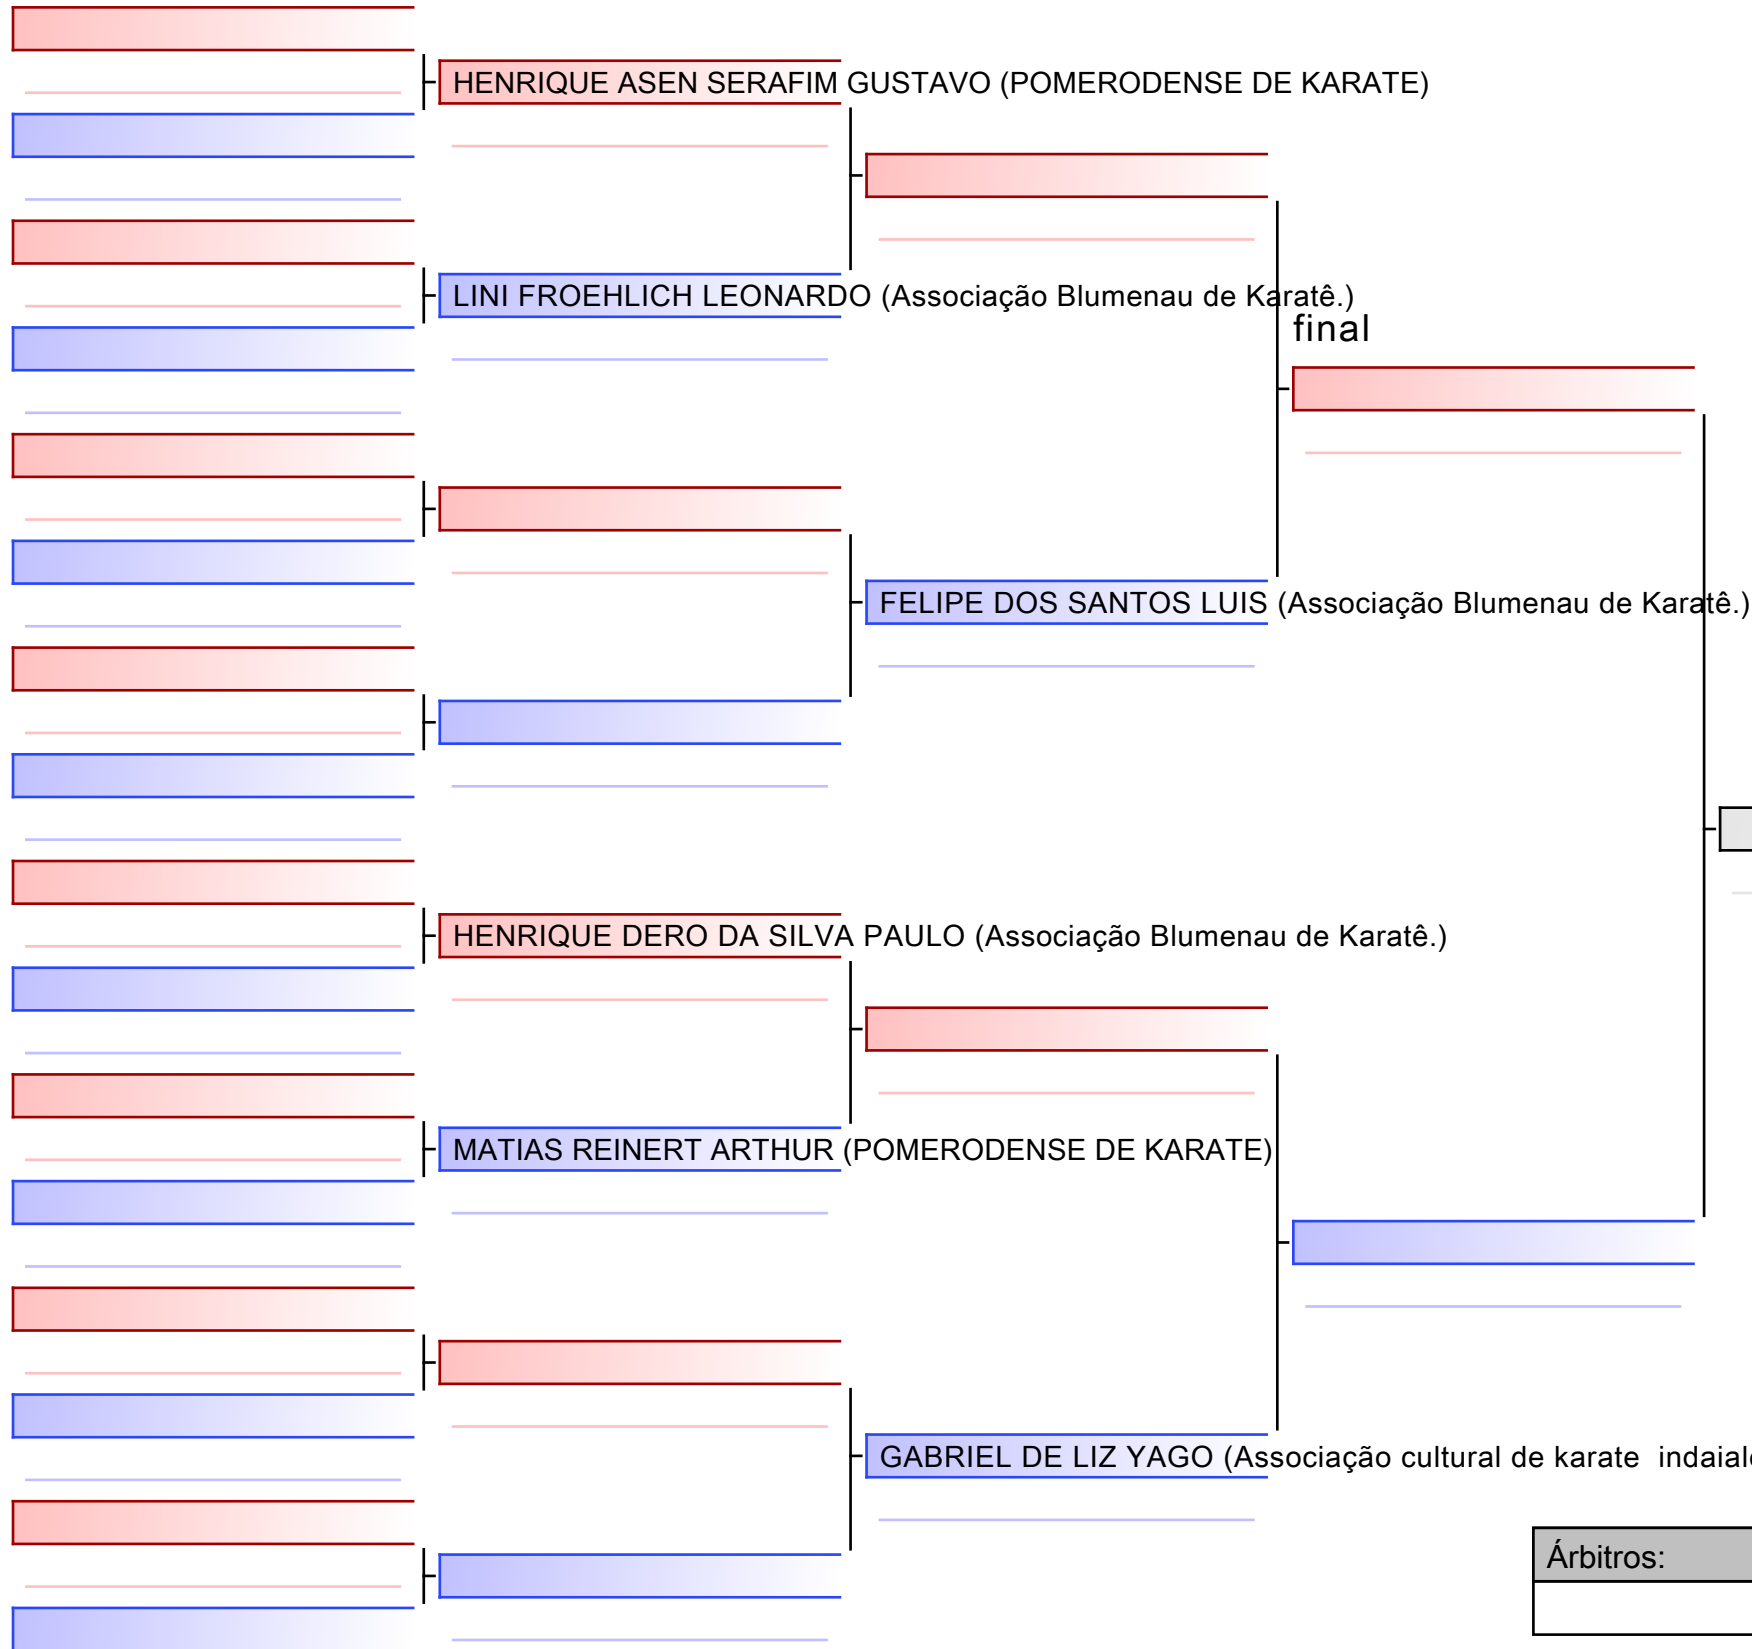 HENRIQUE ASEN SERAFIM GUSTAVO (POMERODENSE DE KARATE)
LINI FROEHLICH LEONARDO (Associação Blumenau de Karatê.)
final
FELIPE DOS SANTOS LUIS (Associação Blumenau de Karatê.)
HENRIQUE DERO DA SILVA PAULO (Associação Blumenau de Karatê.)
MATIAS REINERT ARTHUR (POMERODENSE DE KARATE)
GABRIEL DE LIZ YAGO (Associação cultural de karate
Árbitros: